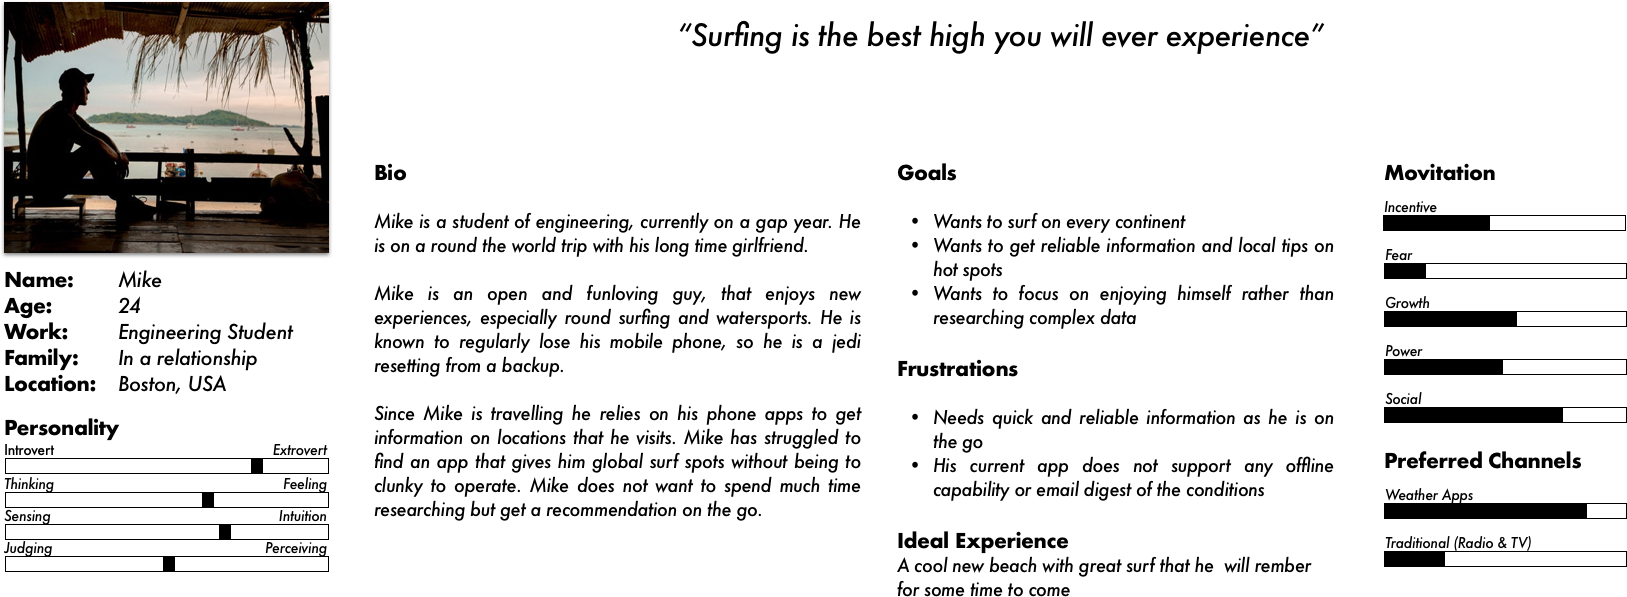 “Surfing is the best high you will ever experience”
Name: Mike
Age: 24
Work: Engineering Student
Family: In a relationship
Location: Boston, USA
Personality
Introvert Extrovert
Thinking Feeling
Sensing Intuition
Judging Perceiving
Bio
Mike is a student of engineering, currently on a gap year. He
is on a round the world trip with his long time girlfriend.
Mike is an open and funloving guy, that enjoys new
experiences, especially round surfing and watersports. He is
known to regularly lose his mobile phone, so he is a jedi
resetting from a backup.
Since Mike is travelling he relies on his phone apps to get
information on locations that he visits. Mike has struggled to
find an app that gives him global surf spots without being to
clunky to operate. Mike does not want to spend much time
researching but get a recommendation on the go.
Goals
• Wants to surf on every continent
• Wants to get reliable information and local tips on
hot spots
• Wants to focus on enjoying himself rather than
researching complex data
Frustrations
• Needs quick and reliable information as he is on
the go
• His current app does not support any offline
capability or email digest of the conditions
Ideal Experience
A cool new beach with great surf that he will rember
for some time to come
Movitation
Incentive
Fear
Growth
Power
Social
Preferred Channels
Weather Apps
Traditional (Radio & TV)